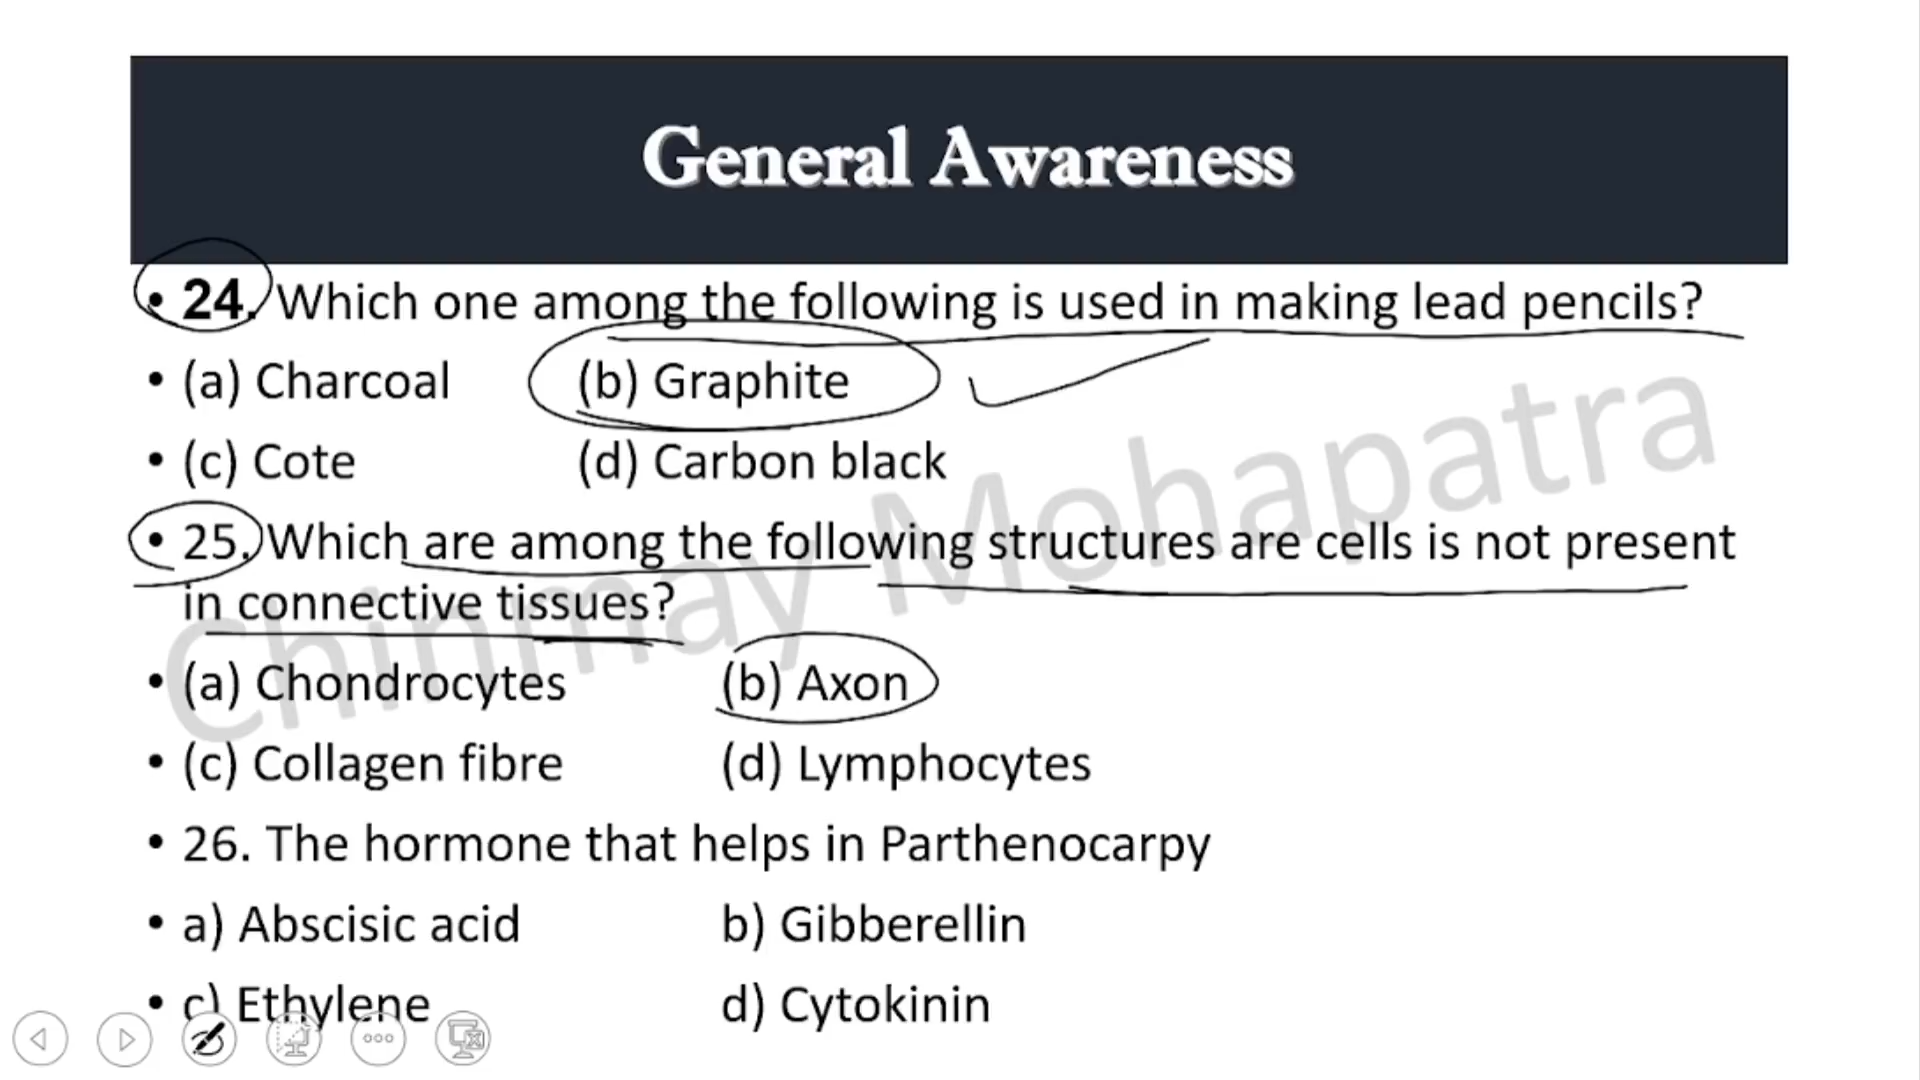 General Awareness
• 24. Which one among the following is used in making lead pencils?
• (a) Charcoal (b) Graphite
• (c) Cote (d) Carbon black
• 25. Which are among the following structures are cells is not present
in connective tissues?
• (a) Chondrocytes (b) Axon
• (c) Collagen fibre (d) Lymphocytes
• 26. The hormone that helps in Parthenocarpy
• a) Abscisic acid b) Gibberellin
• c) Ethylene d) Cytokinin
Chinmay Mohapatra